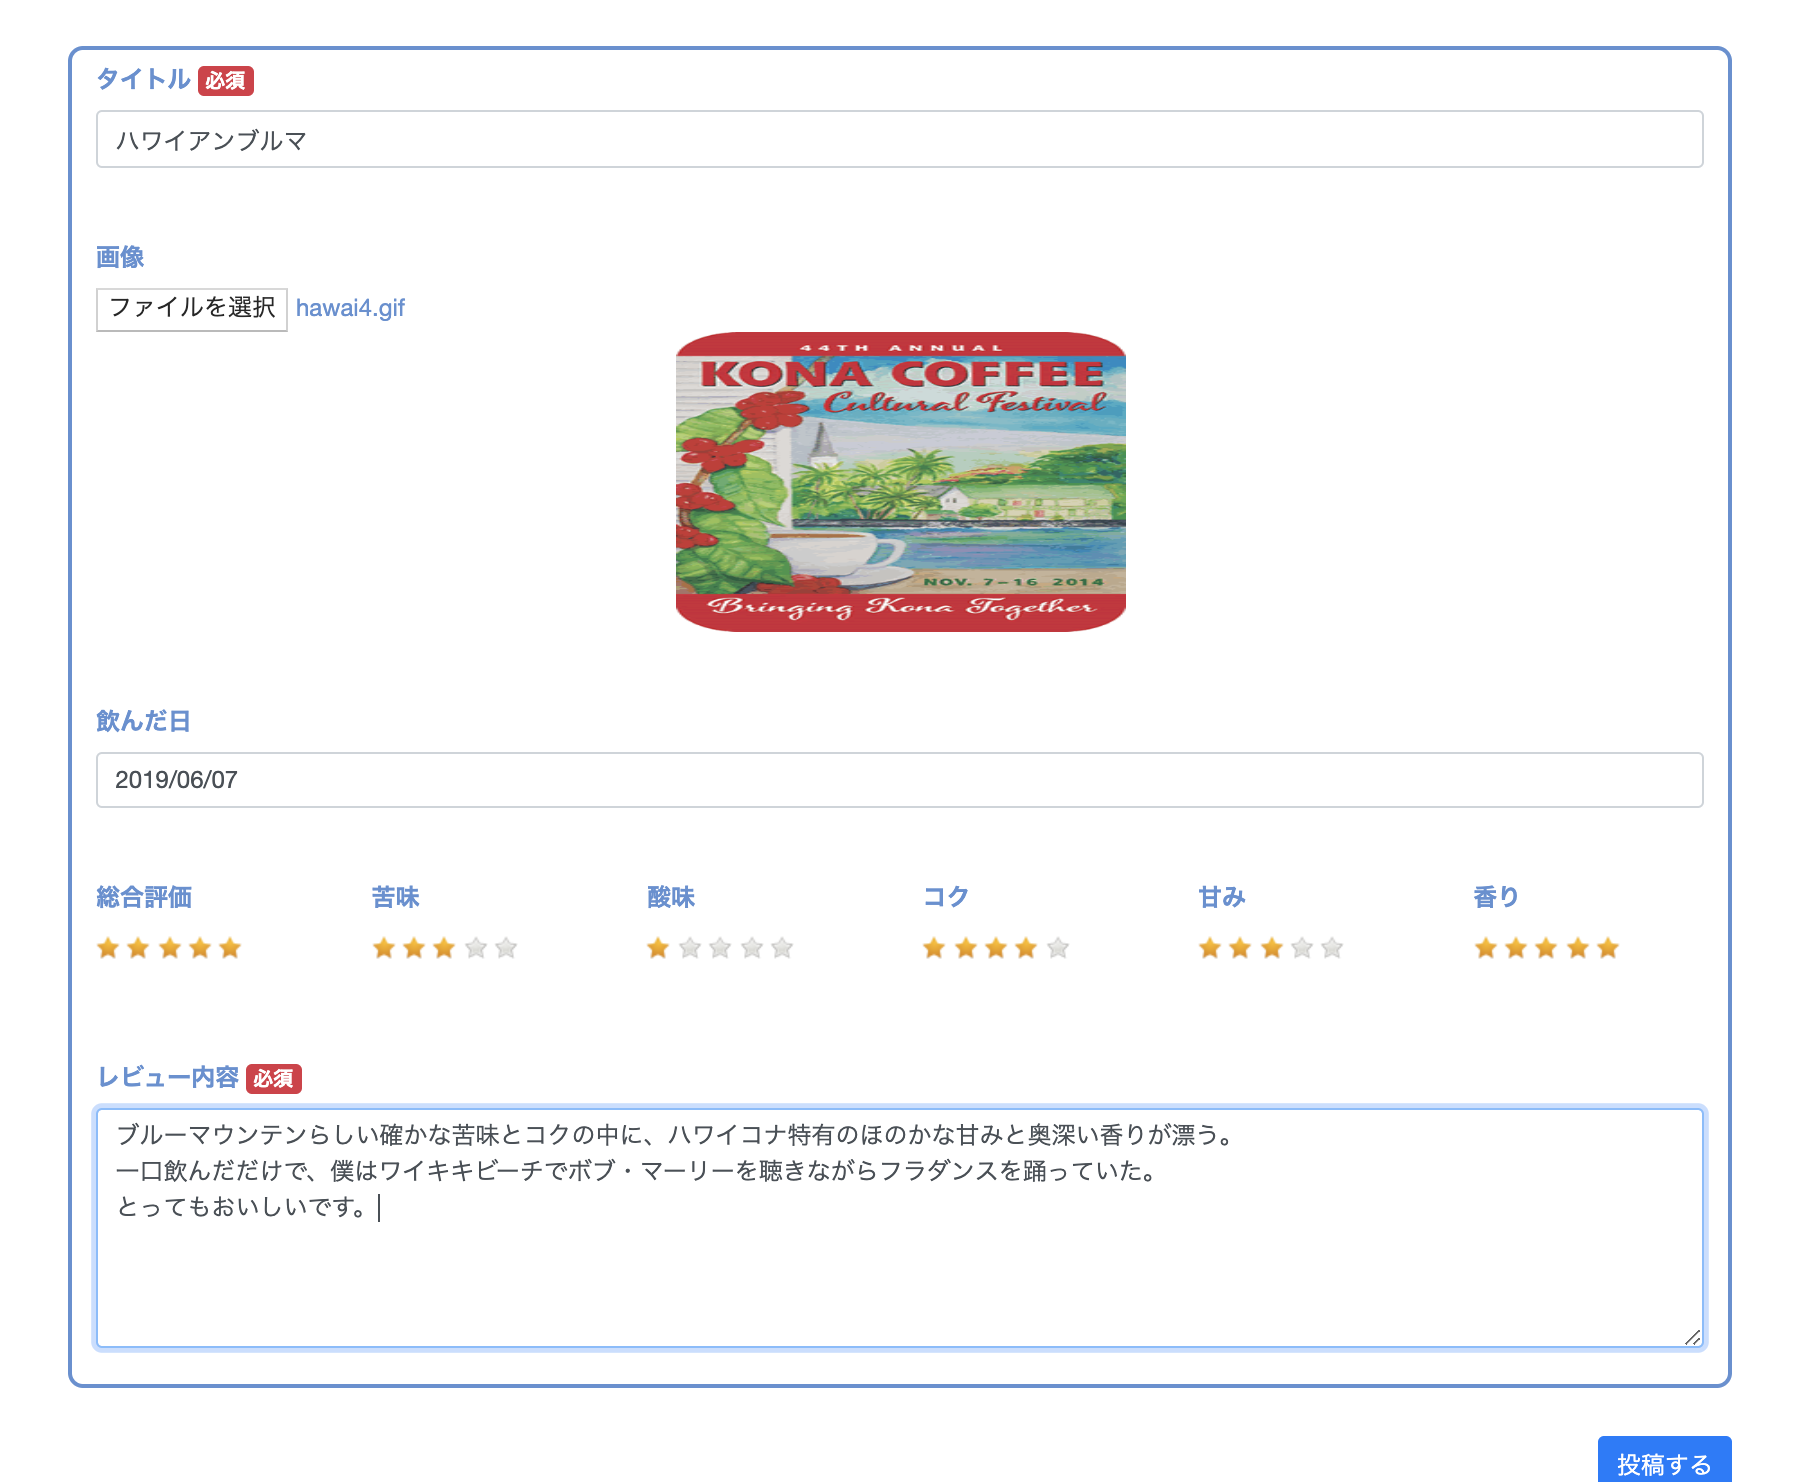 タイトル 必須
ハワイアンブルマ
画像
ファイルを選択 hawai4.gif
44TH ANNUAL
KONA COFFEE
Cultural Festival
NOV. 7-16 2014
Bringing Kona Together
飲んだ日
2019/06/07
総合評価 苦味 酸味 コク 甘み 香り
レビュー内容 必須
ブルーマウンテンらしい確かな苦味とコクの中に、ハワイコナ特有のほのかな甘みと奥深い香りが漂う。
一口飲んだだけで、僕はワイキキビーチでボブ・マーリーを聴きながらフラダンスを踊っていた。
とってもおいしいです。
投稿する